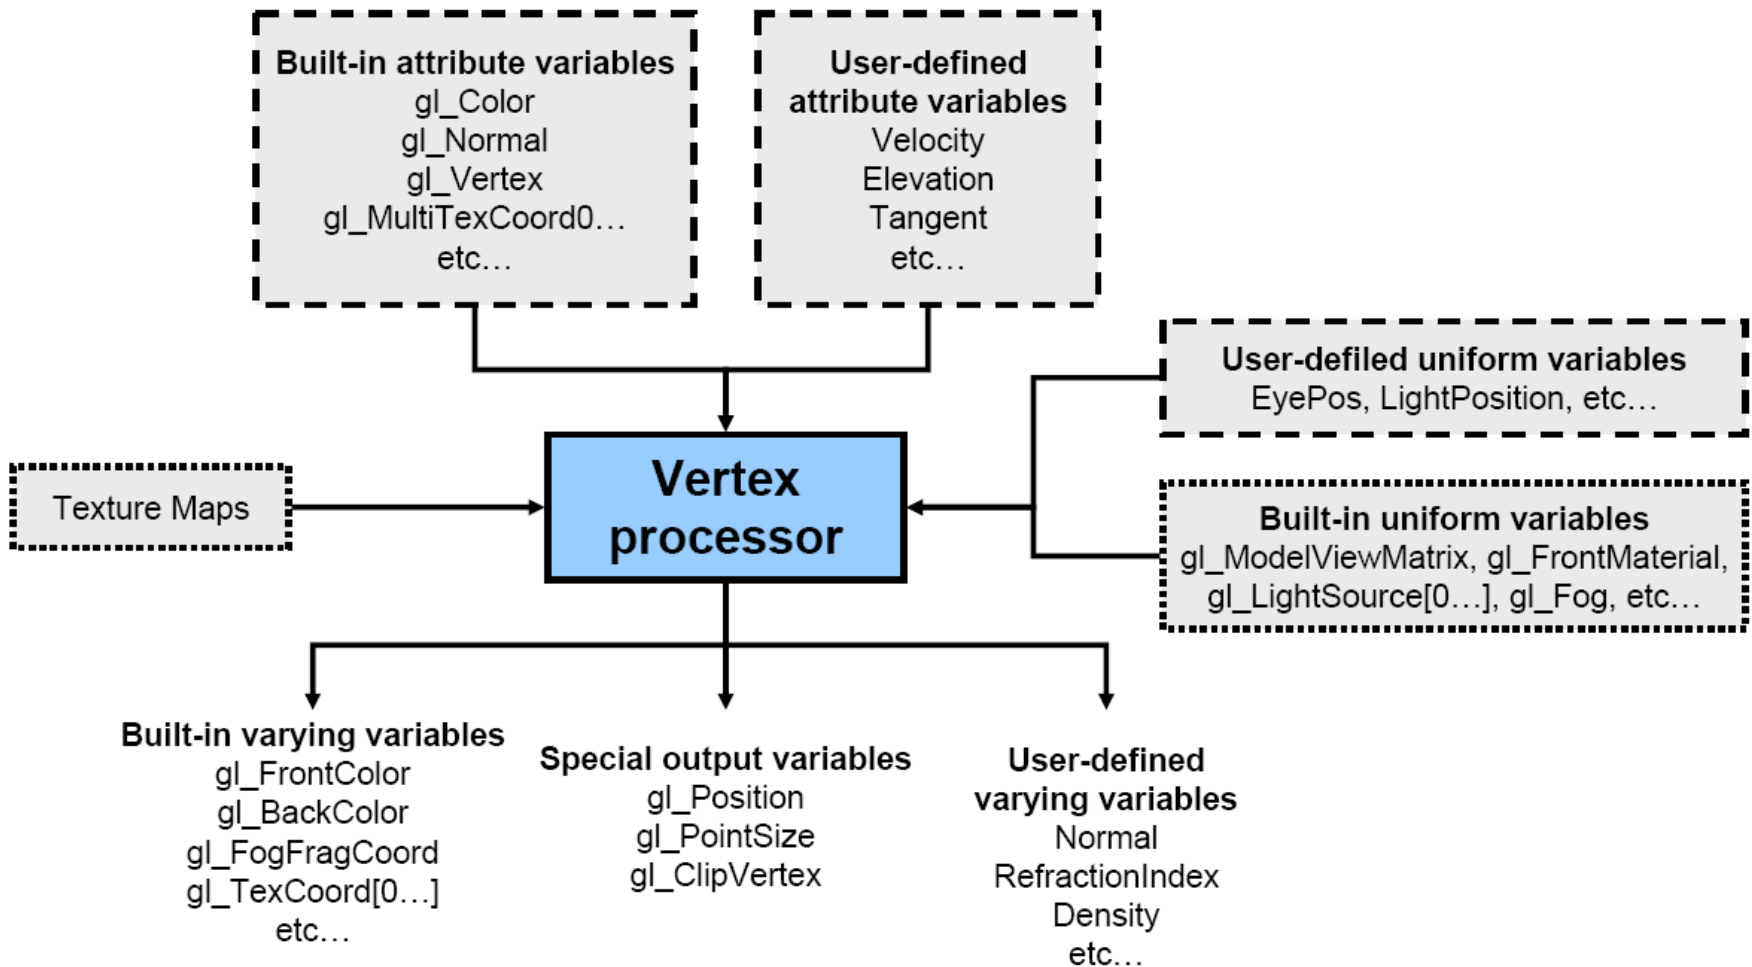 Built-in attribute variables
gl_Color
gl_Normal
gl_Vertex
gl_MultiTexCoord0...
etc...
User-defined
attribute variables
Velocity
Elevation
Tangent
etc...
User-defiled uniform variables
EyePos, LightPosition, etc...
Texture Maps
Vertex
processor
Built-in uniform variables
gl_ModelViewMatrix, gl_FrontMaterial,
gl_LightSource[0...], gl_Fog, etc...
Built-in varying variables
gl_FrontColor
gl_BackColor
gl_FogFragCoord
gl_TexCoord[0...]
etc...
Special output variables
gl_Position
gl_PointSize
gl_ClipVertex
User-defined
varying variables
Normal
RefractionIndex
Density
etc...